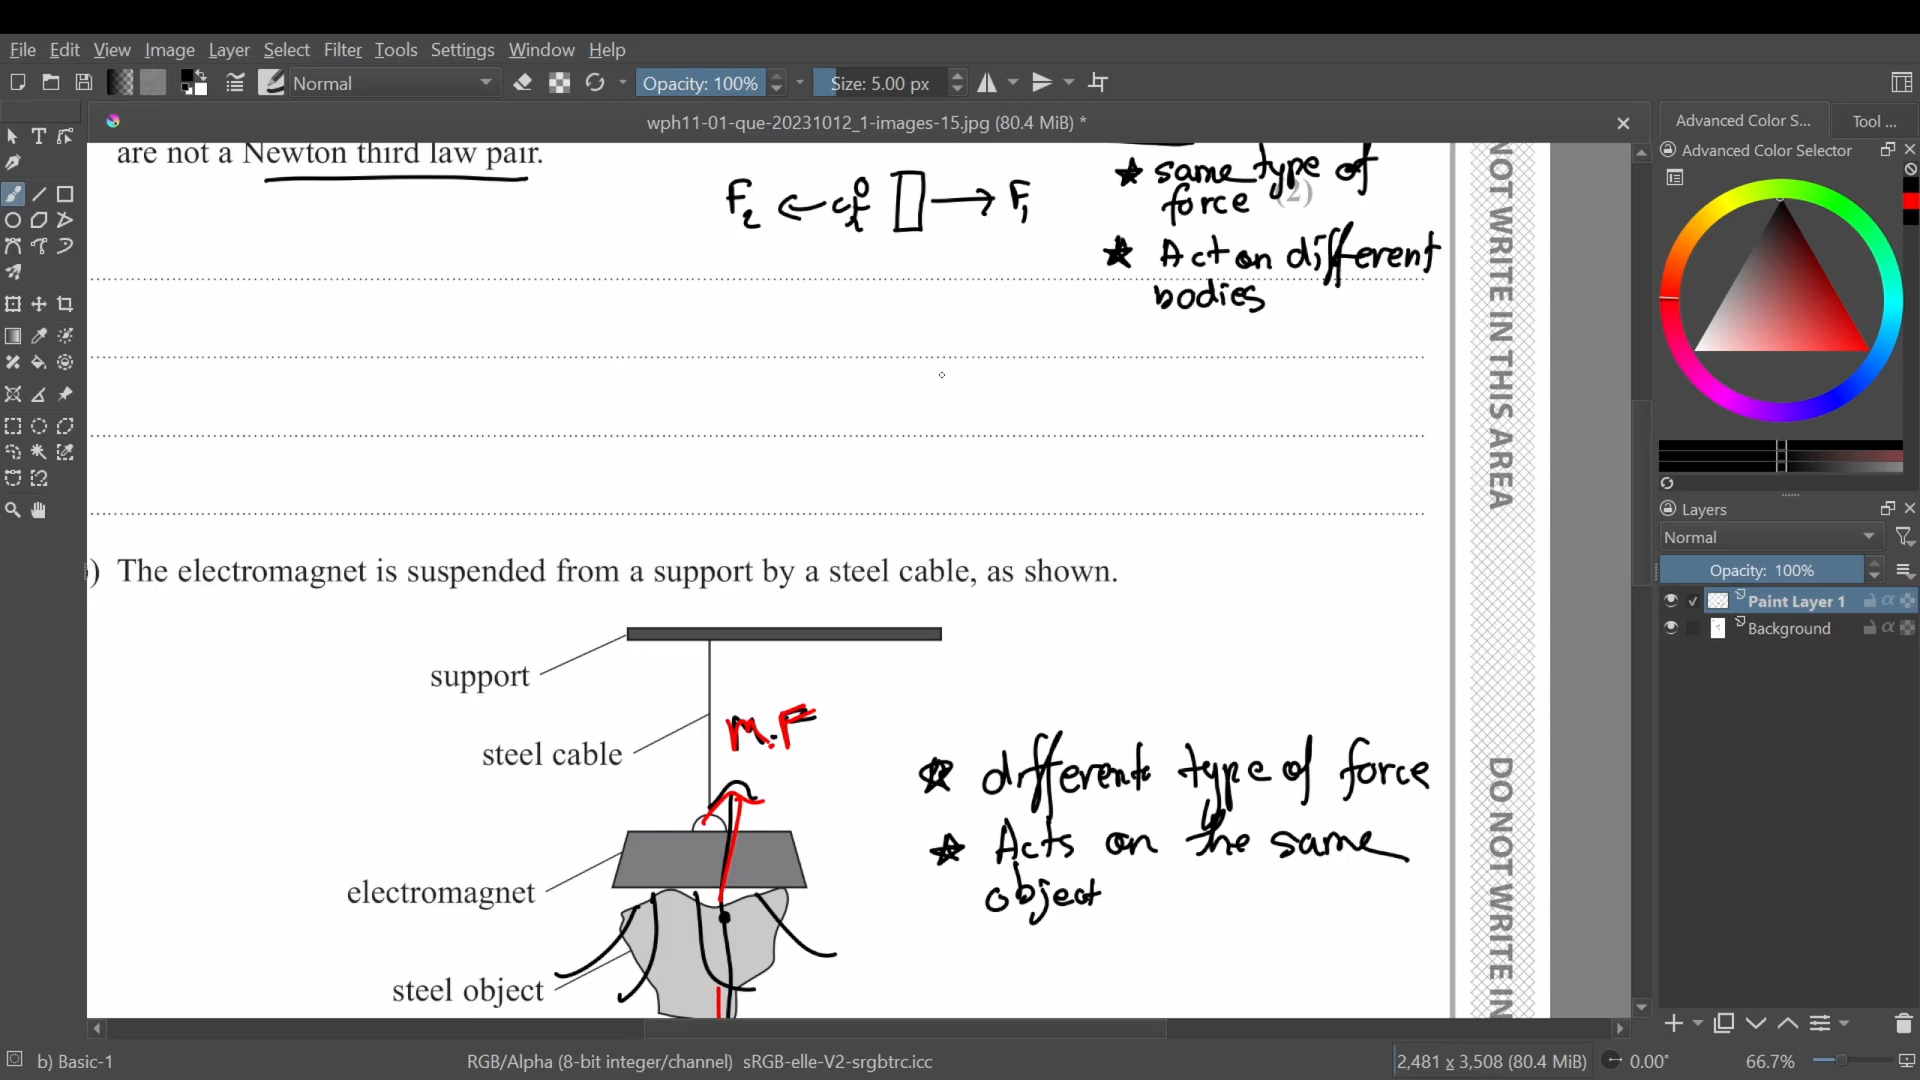 File Edit View Image Layer Select Filter Tools Settings Window Help
Normal Opacity: 100% Size: 5.00 px
wph11-01-que-20231012_1-images-15.jpg (80.4 MiB) *
Advanced Color S... Tool ...
Advanced Color Selector
are not a Newton third law pair.
(2)
★ same type of
force
F2 F1
★ Act on different
bodies
NOT WRITE IN THIS AREA
) The electromagnet is suspended from a support by a steel cable, as shown.
support
M.F
steel cable
★ different type of force
★ Acts on the same
object
electromagnet
steel object
DO NOT WRITE IN
Layers
Normal
Opacity: 100%
Paint Layer 1
Background
b) Basic-1 RGB/Alpha (8-bit integer/channel) sRGB-elle-V2-srgbtrc.icc 2,481 x 3,508 (80.4 MiB) 0.00° 66.7%